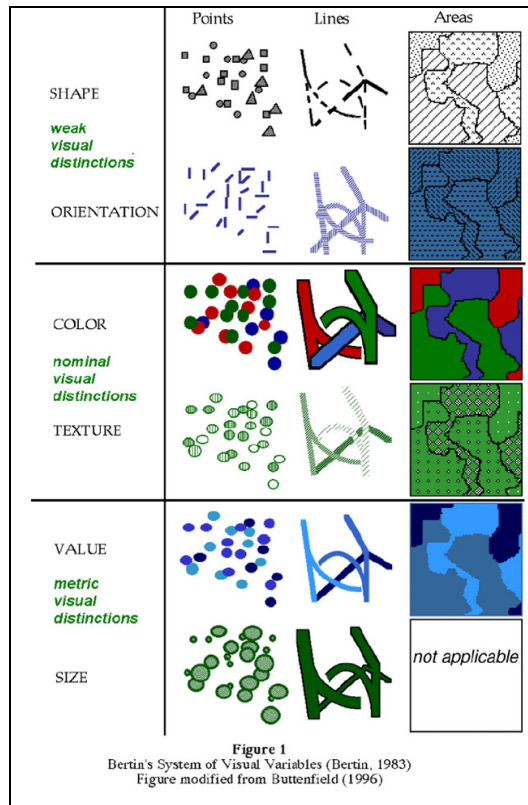 Points Lines Areas
SHAPE
weak
visual
distinctions
ORIENTATION
COLOR
nominal
visual
distinctions
TEXTURE
VALUE
metric
visual
distinctions
SIZE
not applicable
Figure 1
Bertin's System of Visual Variables (Bertin, 1983)
Figure modified from Buttenfield (1996)